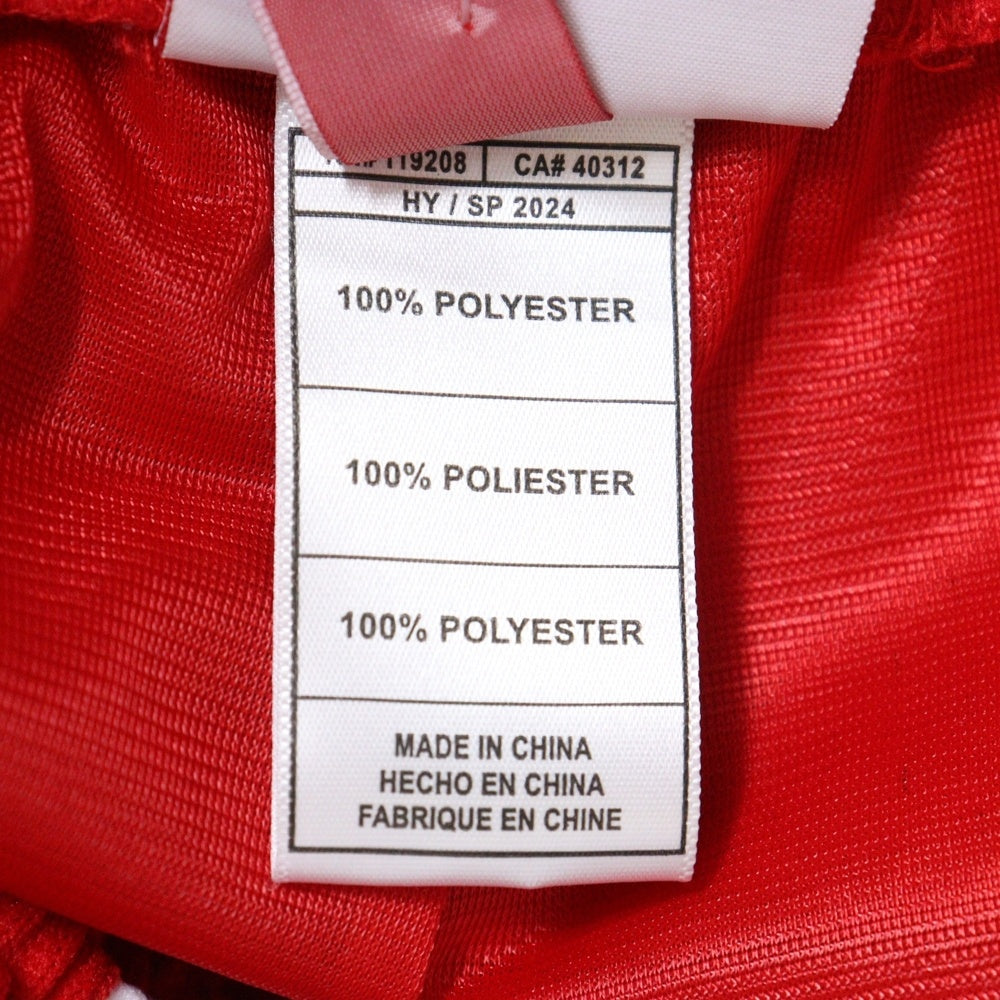 119208
CA# 40312
HY / SP 2024
100% POLYESTER
100% POLIESTER
100% POLYESTER
MADE IN CHINA
HECHO EN CHINA
FABRIQUE EN CHINE